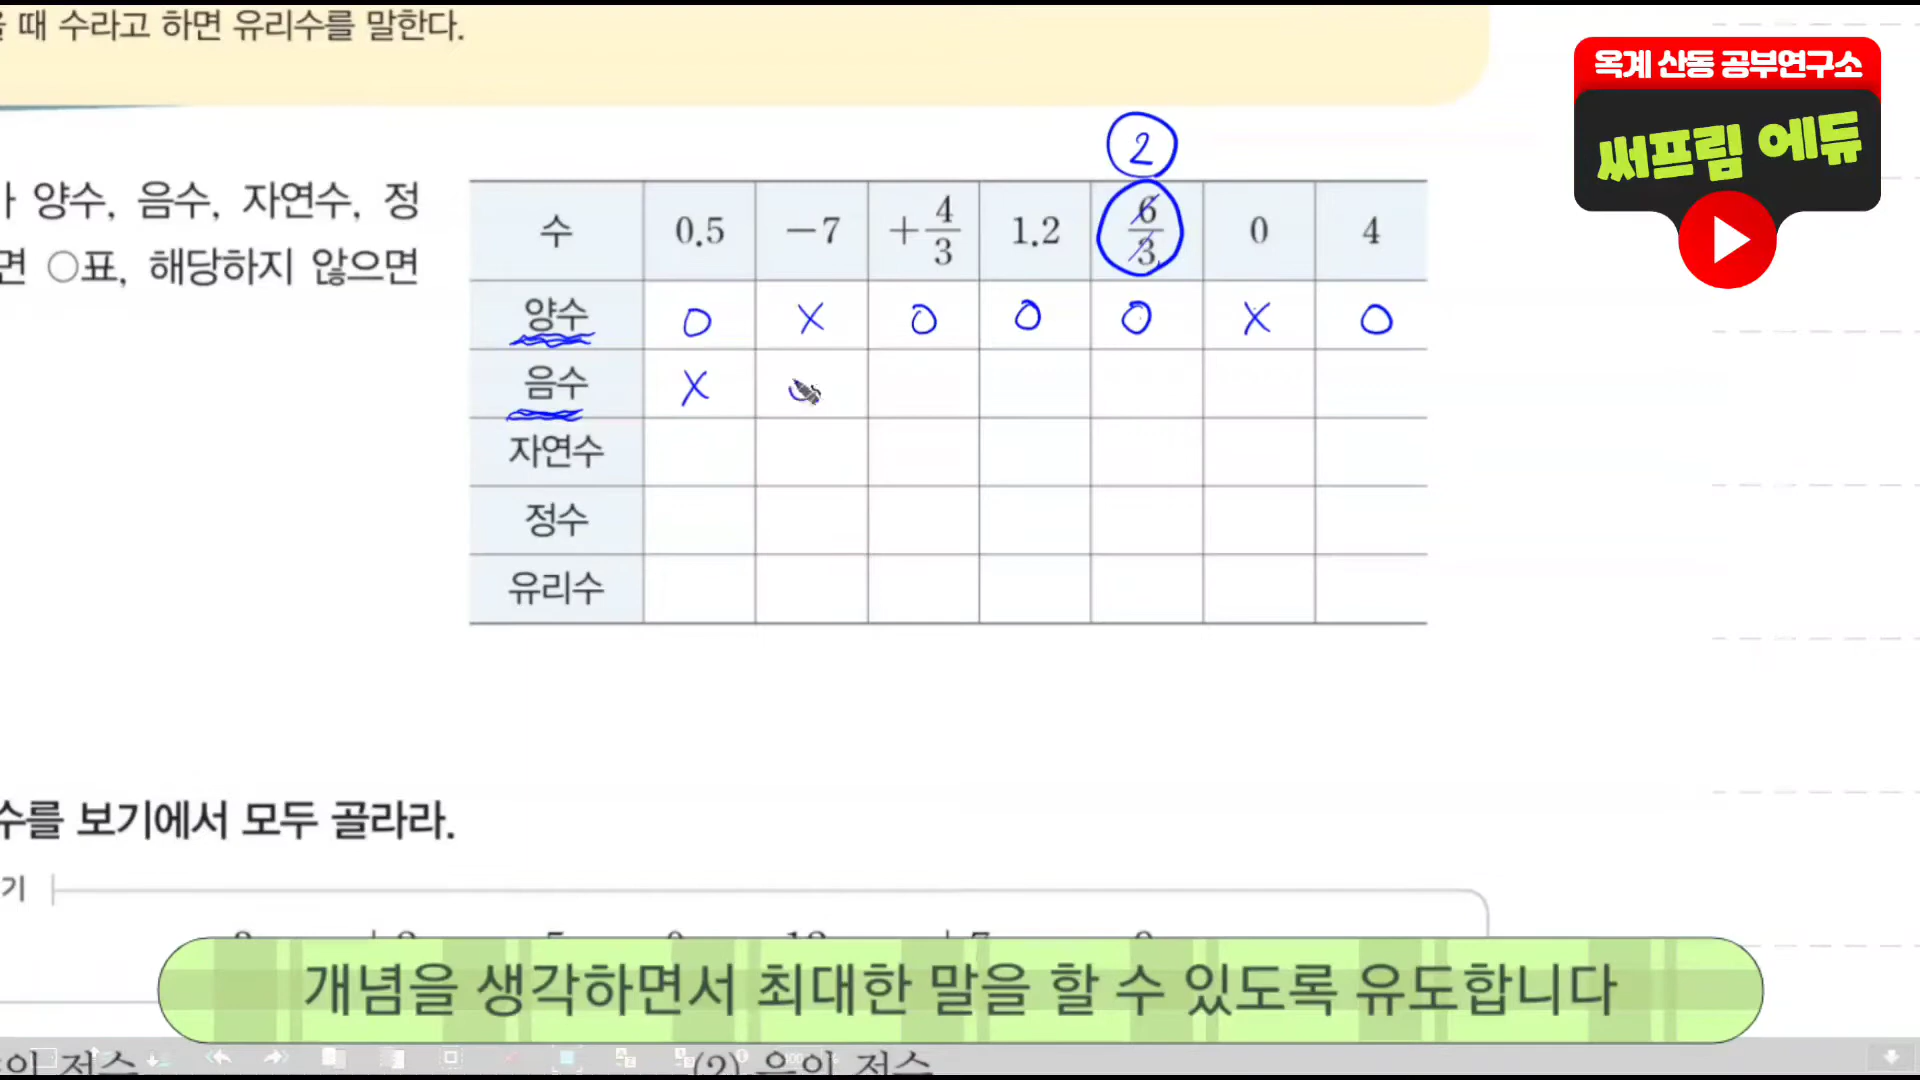 때 수라고 하면 유리수를 말한다.
옥계 산동 공부연구소
써프림 에듀
2
양수, 음수, 자연수, 정
면 ○표, 해당하지 않으면
수 0.5 −7 +4/3 1.2 6/3 0 4
양수 O X O O O X O
음수 X
자연수
정수
유리수
수를 보기에서 모두 골라라.
기
개념을 생각하면서 최대한 말을 할 수 있도록 유도합니다
(2) 음의 정수